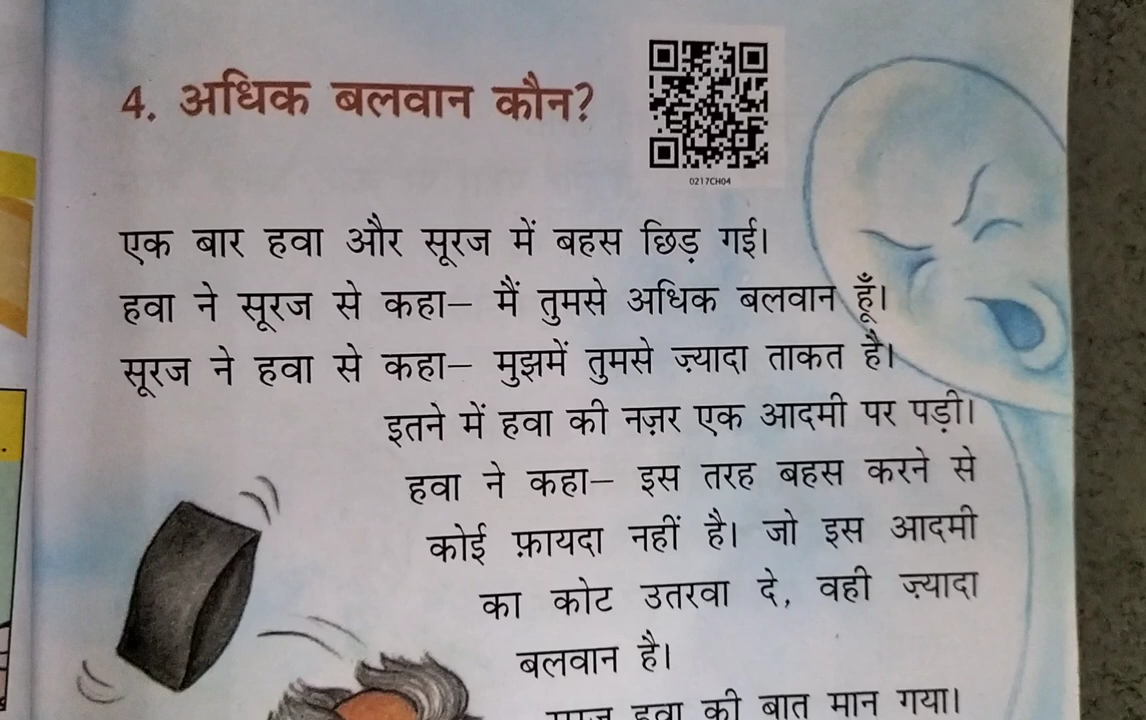 4. अधिक बलवान कौन?
0217CH04
एक बार हवा और सूरज में बहस छिड़ गई।
हवा ने सूरज से कहा– मैं तुमसे अधिक बलवान हूँ।
सूरज ने हवा से कहा– मुझमें तुमसे ज़्यादा ताकत है।
इतने में हवा की नज़र एक आदमी पर पड़ी।
हवा ने कहा– इस तरह बहस करने से
कोई फ़ायदा नहीं है। जो इस आदमी
का कोट उतरवा दे, वही ज़्यादा
बलवान है।
हवा की बात मान गया।